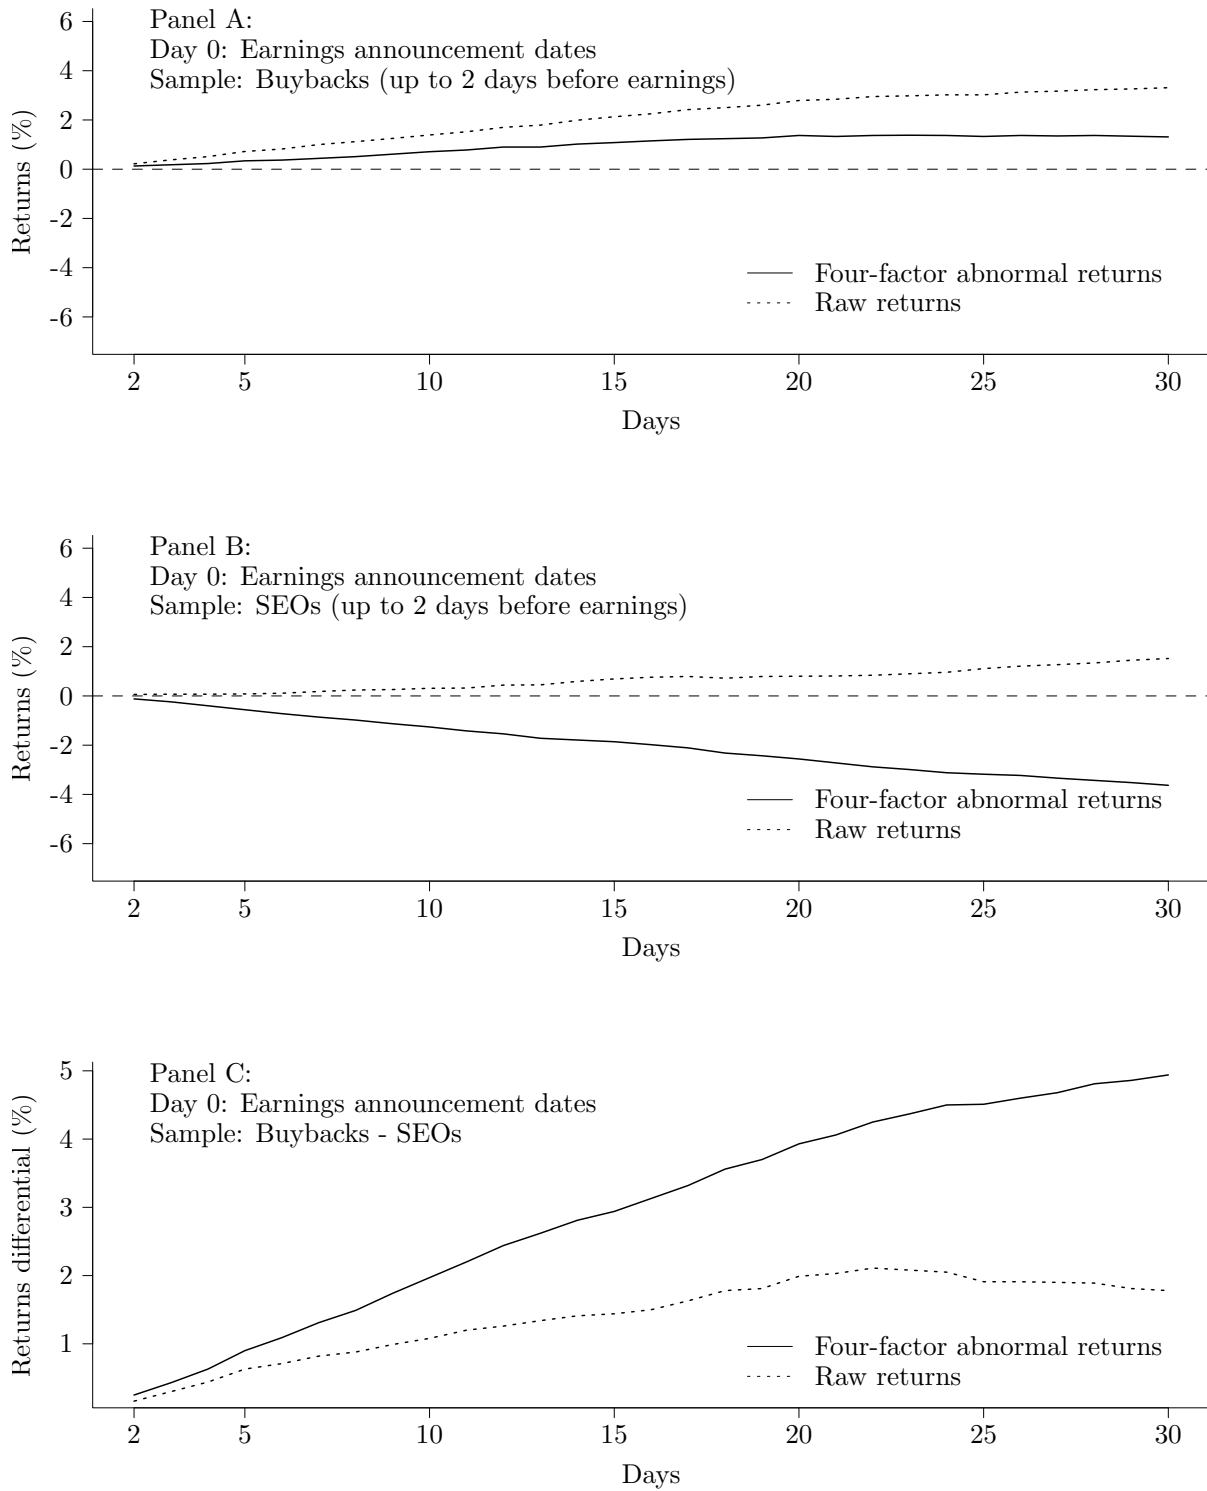 Panel A:
Day 0: Earnings announcement dates
Sample: Buybacks (up to 2 days before earnings)
Returns (%)
6
4
2
0
-2
-4
-6
Four-factor abnormal returns
Raw returns
2 5 10 15 20 25 30
Days
Panel B:
Day 0: Earnings announcement dates
Sample: SEOs (up to 2 days before earnings)
Returns (%)
6
4
2
0
-2
-4
-6
Four-factor abnormal returns
Raw returns
2 5 10 15 20 25 30
Days
Panel C:
Day 0: Earnings announcement dates
Sample: Buybacks - SEOs
Returns differential (%)
5
4
3
2
1
Four-factor abnormal returns
Raw returns
2 5 10 15 20 25 30
Days